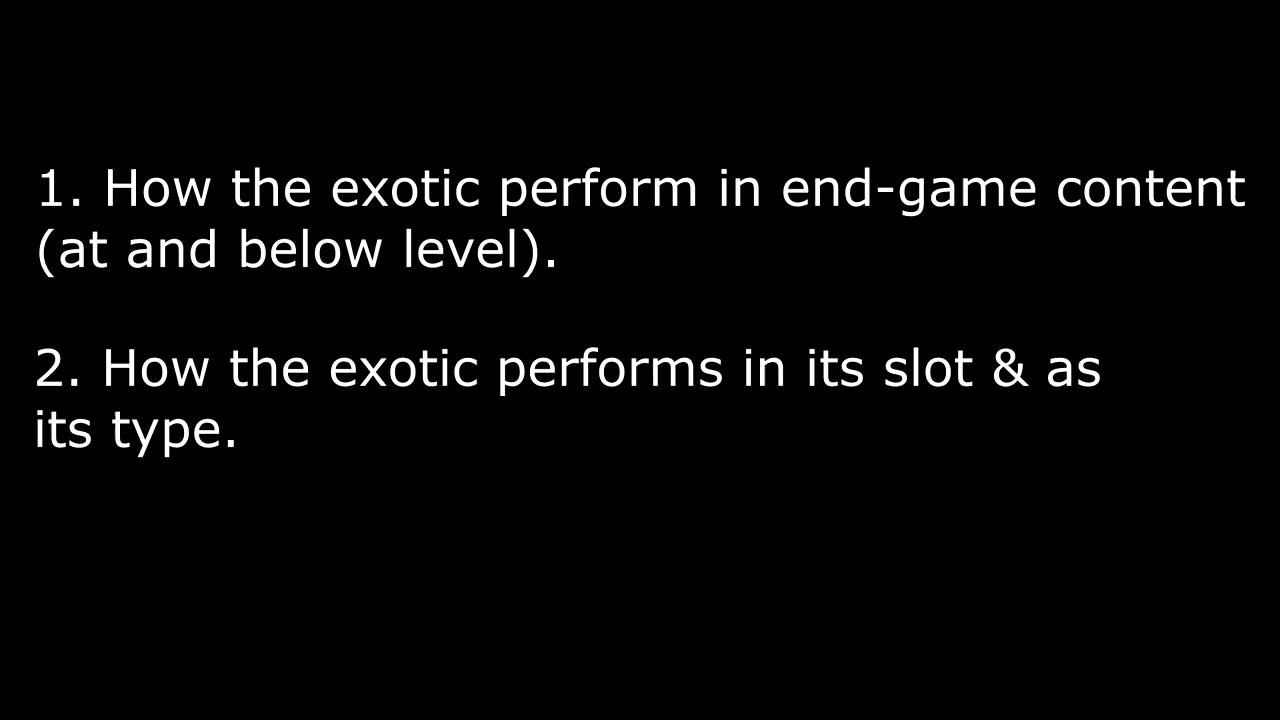 1. How the exotic perform in end-game content
(at and below level).
2. How the exotic performs in its slot & as
its type.